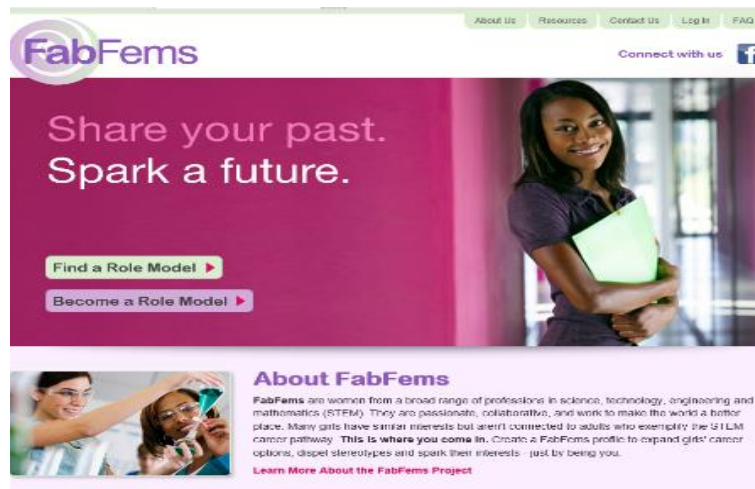 About Us Resources Contact Us Log In FAQ
FabFems
Connect with us f
Share your past.
Spark a future.
Find a Role Model
Become a Role Model
About FabFems
FabFems are women from a broad range of professions in science, technology, engineering and
mathematics (STEM). They are passionate, collaborative, and work to make the world a better
place. Many girls have similar interests but aren't connected to adults who exemplify the STEM
career pathway. This is where you come in. Create a FabFems profile to expand girls' career
options, dispel stereotypes and spark their interests - just by being you.
Learn More About the FabFems Project